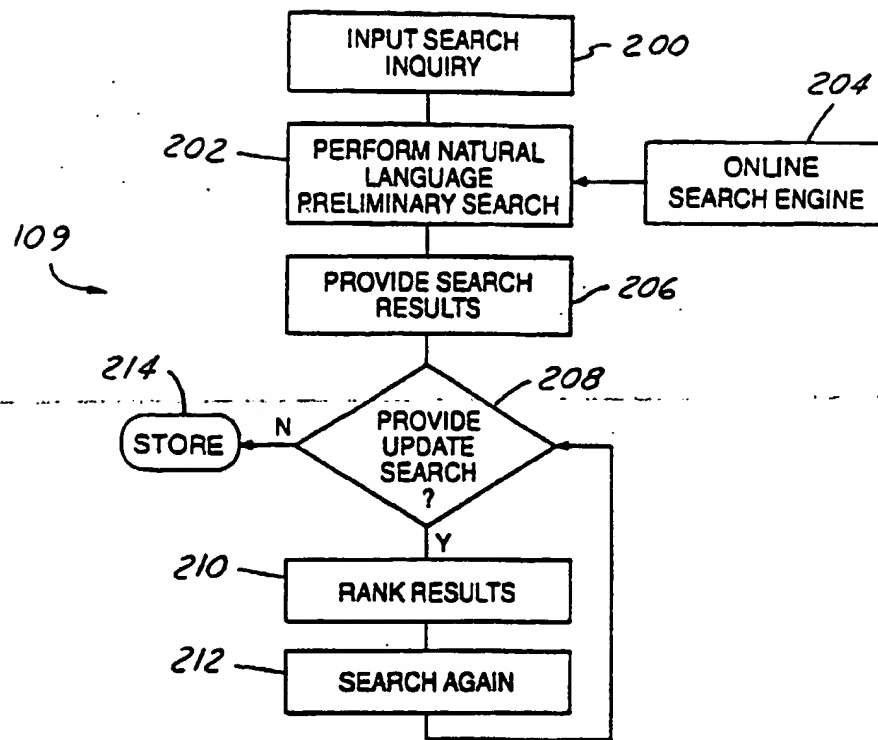 INPUT SEARCH
INQUIRY
200
204
202
PERFORM NATURAL
LANGUAGE
PRELIMINARY SEARCH
ONLINE
SEARCH ENGINE
109
PROVIDE SEARCH
RESULTS
206
214
208
STORE
N
PROVIDE
UPDATE
SEARCH
?
Y
210
RANK RESULTS
212
SEARCH AGAIN